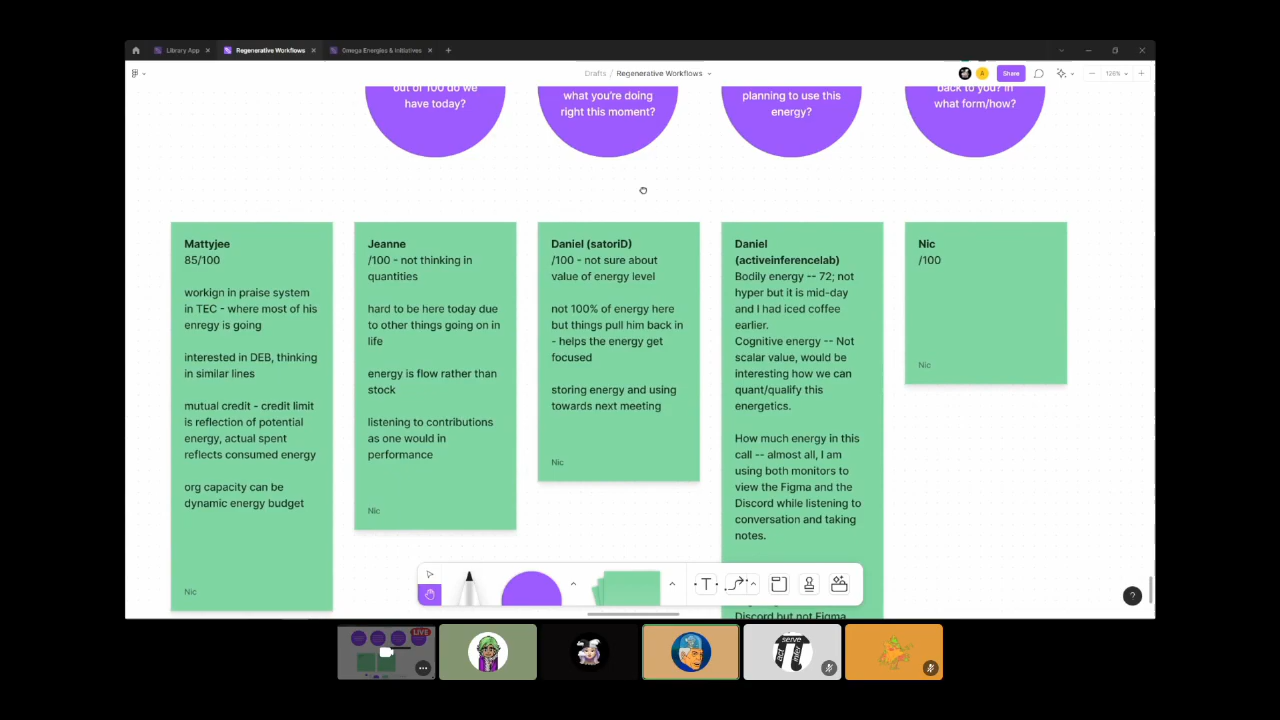 Library App
Regenerative Workflows
Omega Energies & Initiatives
Drafts / Regenerative Workflows
A
Share
126%
out of 100 do we
have today?
what you're doing
right this moment?
planning to use this
energy?
back to you? In
what form/how?
Mattyjee
85/100
workign in praise system
in TEC - where most of his
enregy is going
interested in DEB, thinking
in similar lines
mutual credit - credit limit
is reflection of potential
energy, actual spent
reflects consumed energy
org capacity can be
dynamic energy budget
Nic
Jeanne
/100 - not thinking in
quantities
hard to be here today due
to other things going on in
life
energy is flow rather than
stock
listening to contributions
as one would in
performance
Nic
Daniel (satoriD)
/100 - not sure about
value of energy level
not 100% of energy here
but things pull him back in
- helps the energy get
focused
storing energy and using
towards next meeting
Nic
Daniel
(activeinferencelab)
Bodily energy -- 72; not
hyper but it is mid-day
and I had iced coffee
earlier.
Cognitive energy -- Not
scalar value, would be
interesting how we can
quant/qualify this
energetics.
How much energy in this
call -- almost all, I am
using both monitors to
view the Figma and the
Discord while listening to
conversation and taking
notes.
Discord but not Figma
Nic
/100
Nic
T
?
LIVE
serve
act
enter